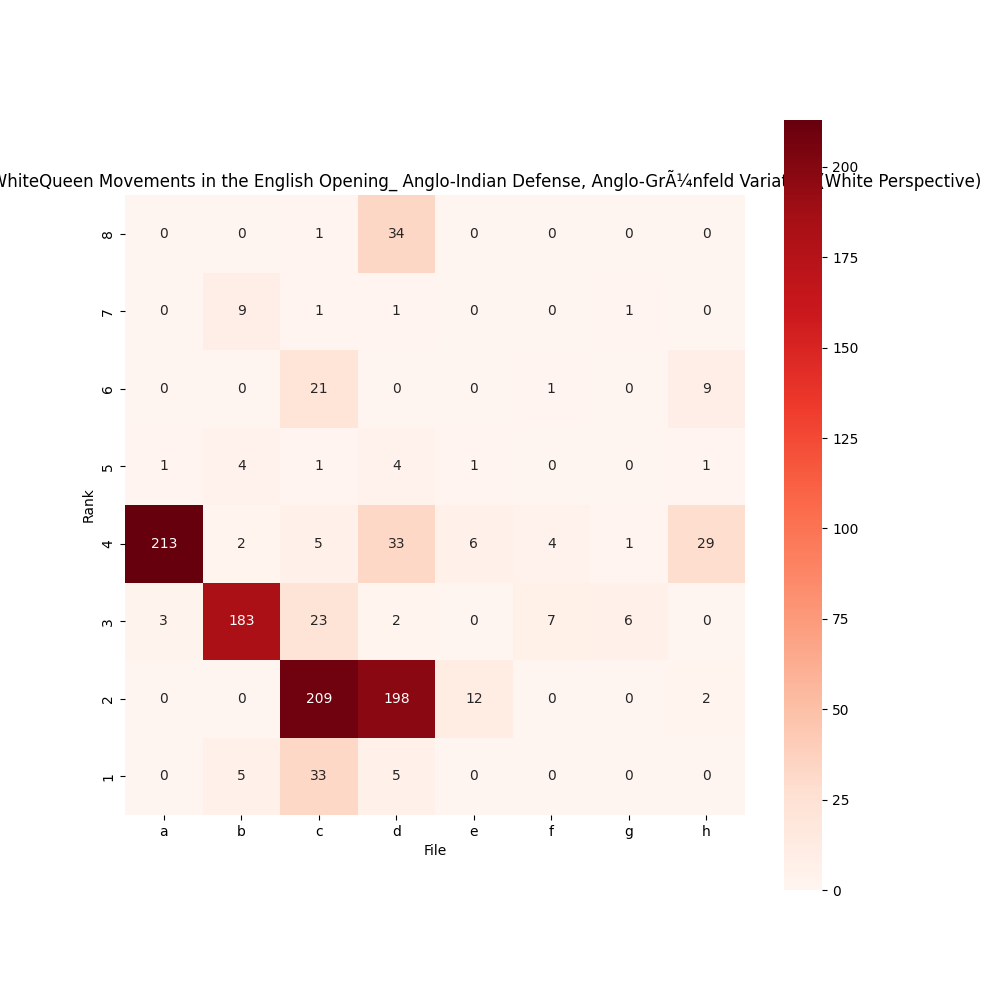 WhiteQueen Movements in the English Opening_ Anglo-Indian Defense, Anglo-GrÃ¼nfeld (White Perspective)
200
8 0 0 1 34 0 0 0 0
175
7 0 9 1 1 0 0 1 0
150
6 0 0 21 0 0 1 0 9
125
5 1 4 1 4 1 0 0 1
Rank
100
4 213 2 5 33 6 4 1 29
75
3 3 183 23 2 0 7 6 0
50
2 0 0 209 198 12 0 0 2
25
1 0 5 33 5 0 0 0 0
a b c d e f g h
File
0